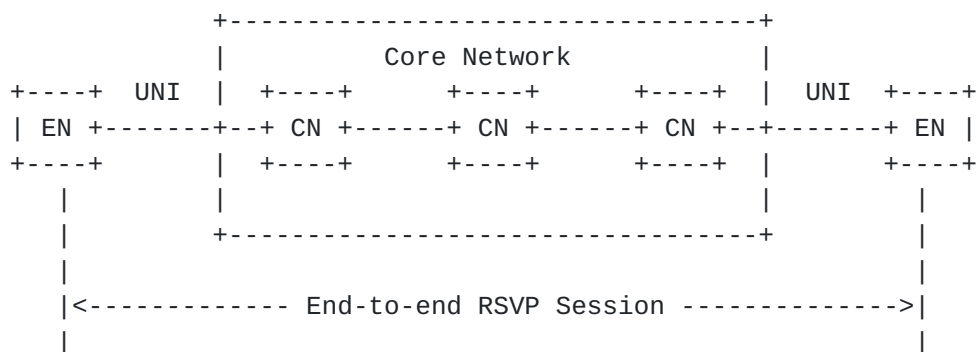 +----------------------------------+
                |          Core Network            |
+----+   UNI    |  +----+      +----+      +----+  |   UNI    +----+
| EN +-------+--+ CN +------+ CN +------+ CN +--+-------+ EN |
+----+          |  +----+      +----+      +----+  |          +----+
   |            |                                  |            |
   |            +----------------------------------+            |
   |                                                            |
   |<------------- End-to-end RSVP Session -------------->|
   |                                                            |